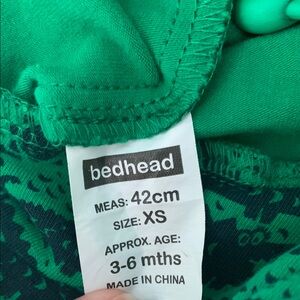 bedhead
MEAS: 42cm
SIZE: XS
APPROX. AGE:
3-6 mths
MADE IN CHINA